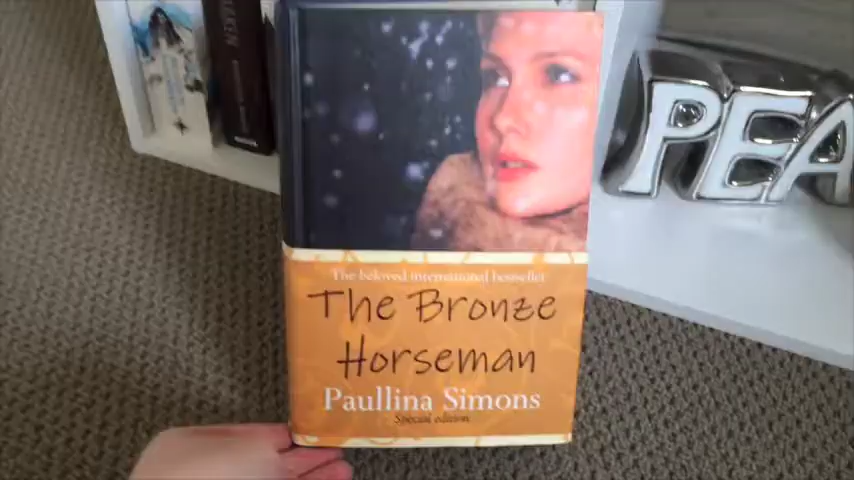 The beloved international bestseller
The Bronze
Horseman
Paullina Simons
Special edition
PEA